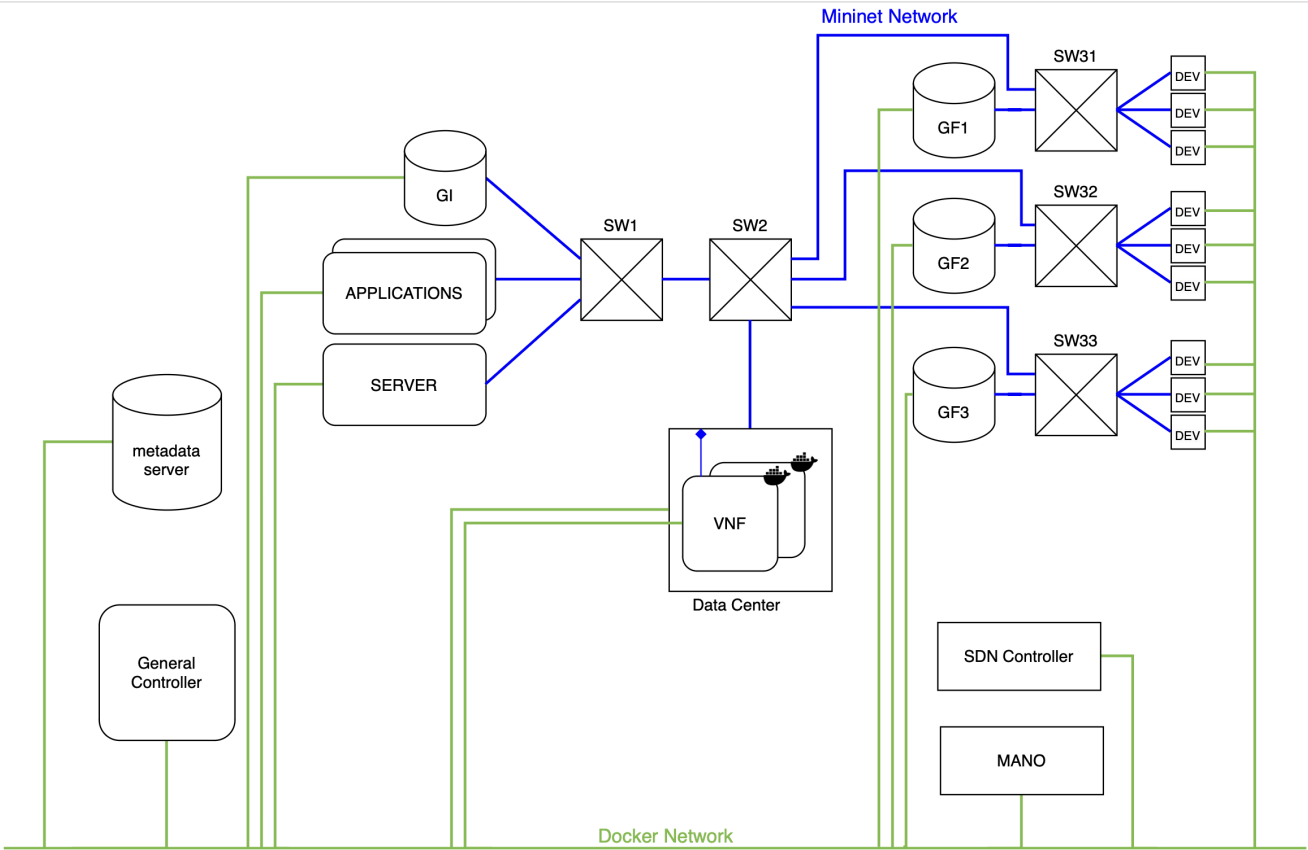 Mininet Network
SW31
DEV
GF1
DEV
DEV
GI
SW32
DEV
SW1
SW2
GF2
DEV
DEV
APPLICATIONS
SW33
DEV
SERVER
GF3
DEV
DEV
metadata
server
VNF
Data Center
General
Controller
SDN Controller
MANO
Docker Network